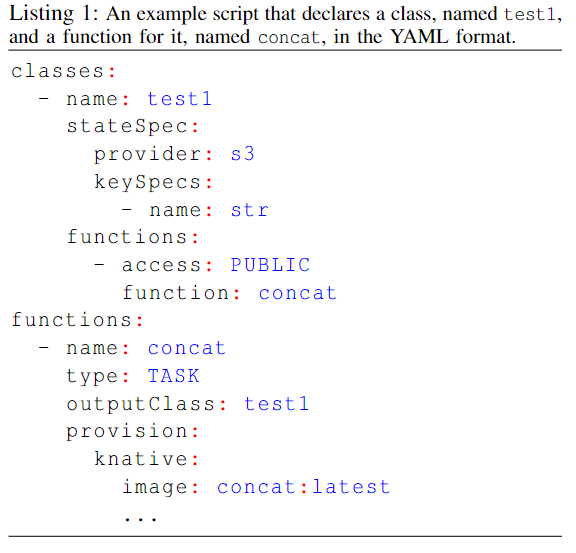 Listing 1: An example script that declares a class, named test1,
and a function for it, named concat, in the YAML format.
classes:
  - name: test1
    stateSpec:
      provider: s3
      keySpecs:
        - name: str
    functions:
      - access: PUBLIC
        function: concat
functions:
  - name: concat
    type: TASK
    outputClass: test1
    provision:
      knative:
        image: concat:latest
        ...